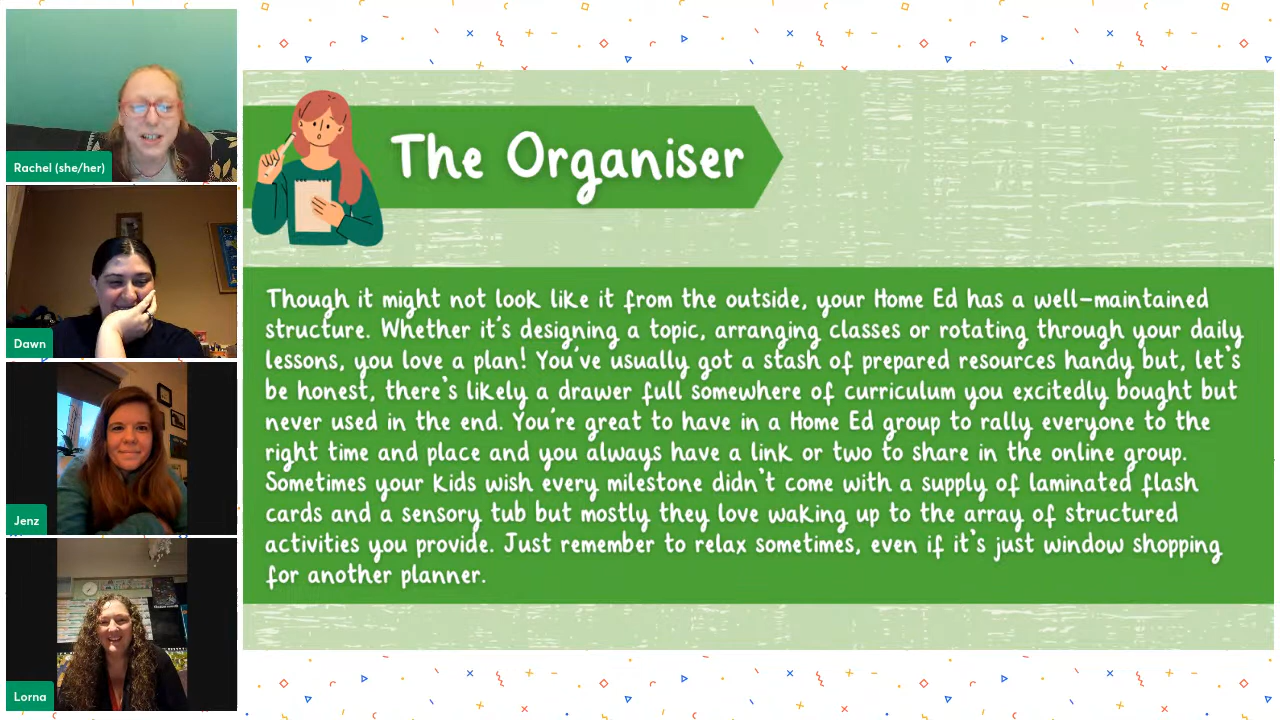 Rachel (she/her)
Dawn
Jenz
Lorna
The Organiser
Though it might not look like it from the outside, your Home Ed has a well-maintained
structure. Whether it's designing a topic, arranging classes or rotating through your daily
lessons, you love a plan! You've usually got a stash of prepared resources handy but, let's
be honest, there's likely a drawer full somewhere of curriculum you excitedly bought but
never used in the end. You're great to have in a Home Ed group to rally everyone to the
right time and place and you always have a link or two to share in the online group.
Sometimes your kids wish every milestone didn't come with a supply of laminated flash
cards and a sensory tub but mostly they love waking up to the array of structured
activities you provide. Just remember to relax sometimes, even if it's just window shopping
for another planner.